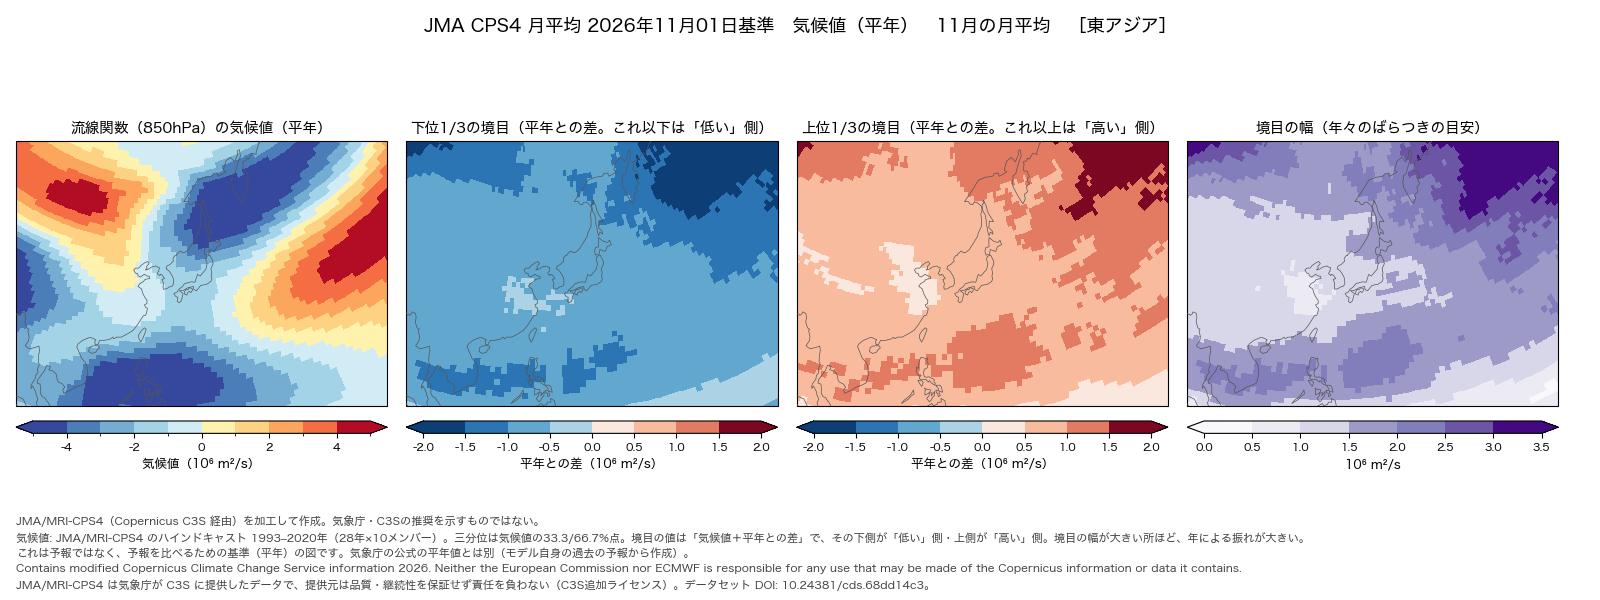 JMA CPS4 月平均 2026年11月01日基準　気候値（平年）　11月の月平均　［東アジア］
流線関数（850hPa）の気候値（平年）
下位1/3の境目（平年との差。これ以下は「低い」側）
上位1/3の境目（平年との差。これ以上は「高い」側）
境目の幅（年々のばらつきの目安）
-4 -2 0 2 4
-2.0 -1.5 -1.0 -0.5 0.0 0.5 1.0 1.5 2.0
-2.0 -1.5 -1.0 -0.5 0.0 0.5 1.0 1.5 2.0
0.0 0.5 1.0 1.5 2.0 2.5 3.0 3.5
気候値（10⁶ m²/s）
平年との差（10⁶ m²/s）
平年との差（10⁶ m²/s）
10⁶ m²/s
JMA/MRI-CPS4（Copernicus C3S 経由）を加工して作成。気象庁・C3Sの推奨を示すものではない。
気候値: JMA/MRI-CPS4 のハインドキャスト 1993–2020年（28年×10メンバー）。三分位は気候値の33.3/66.7%点。境目の値は「気候値＋平年との差」で、その下側が「低い」側・上側が「高い」側。境目の幅が大きい所ほど、年による振れが大きい。
これは予報ではなく、予報を比べるための基準（平年）の図です。気象庁の公式の平年値とは別（モデル自身の過去の予報から作成）。
Contains modified Copernicus Climate Change Service information 2026. Neither the European Commission nor ECMWF is responsible for any use that may be made of the Copernicus information or data it contains.
JMA/MRI-CPS4 は気象庁が C3S に提供したデータで、提供元は品質・継続性を保証せず責任を負わない（C3S追加ライセンス）。データセット DOI: 10.24381/cds.68dd14c3。